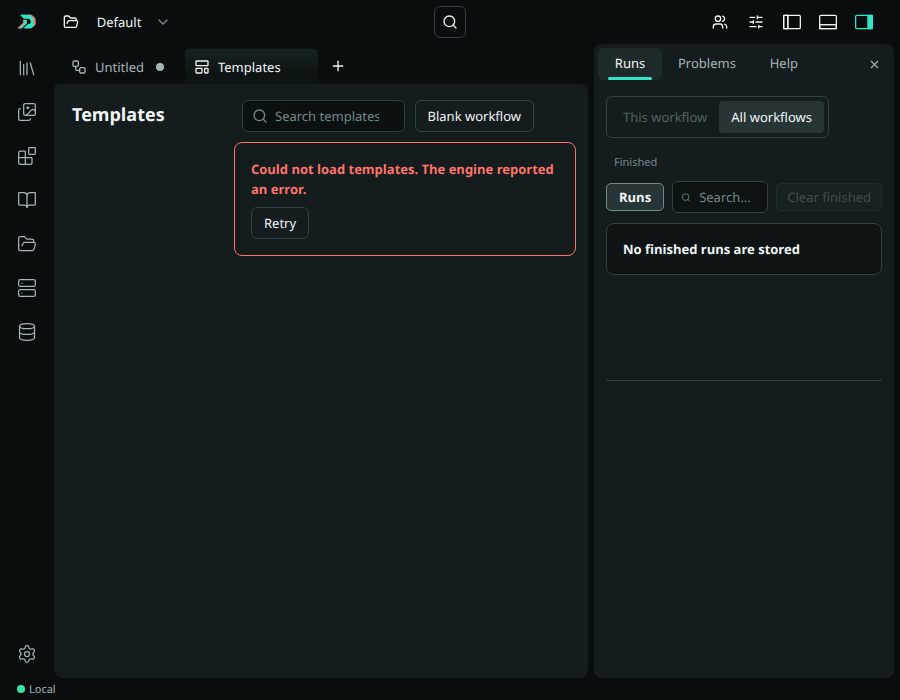 Default
Untitled
Templates
Templates
Search templates
Blank workflow
Could not load templates. The engine reported
an error.
Retry
Runs
Problems
Help
This workflow
All workflows
Finished
Runs
Search...
Clear finished
No finished runs are stored
Local